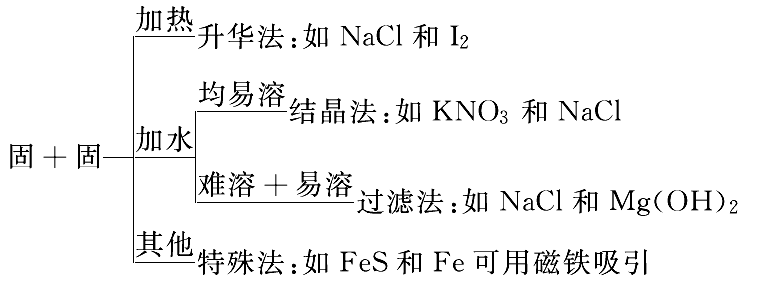 加热
升华法:如 NaCl 和 I₂
均易溶
结晶法:如 KNO₃ 和 NaCl
固+固
加水
难溶+易溶
过滤法:如 NaCl 和 Mg(OH)₂
其他
特殊法:如 FeS 和 Fe 可用磁铁吸引